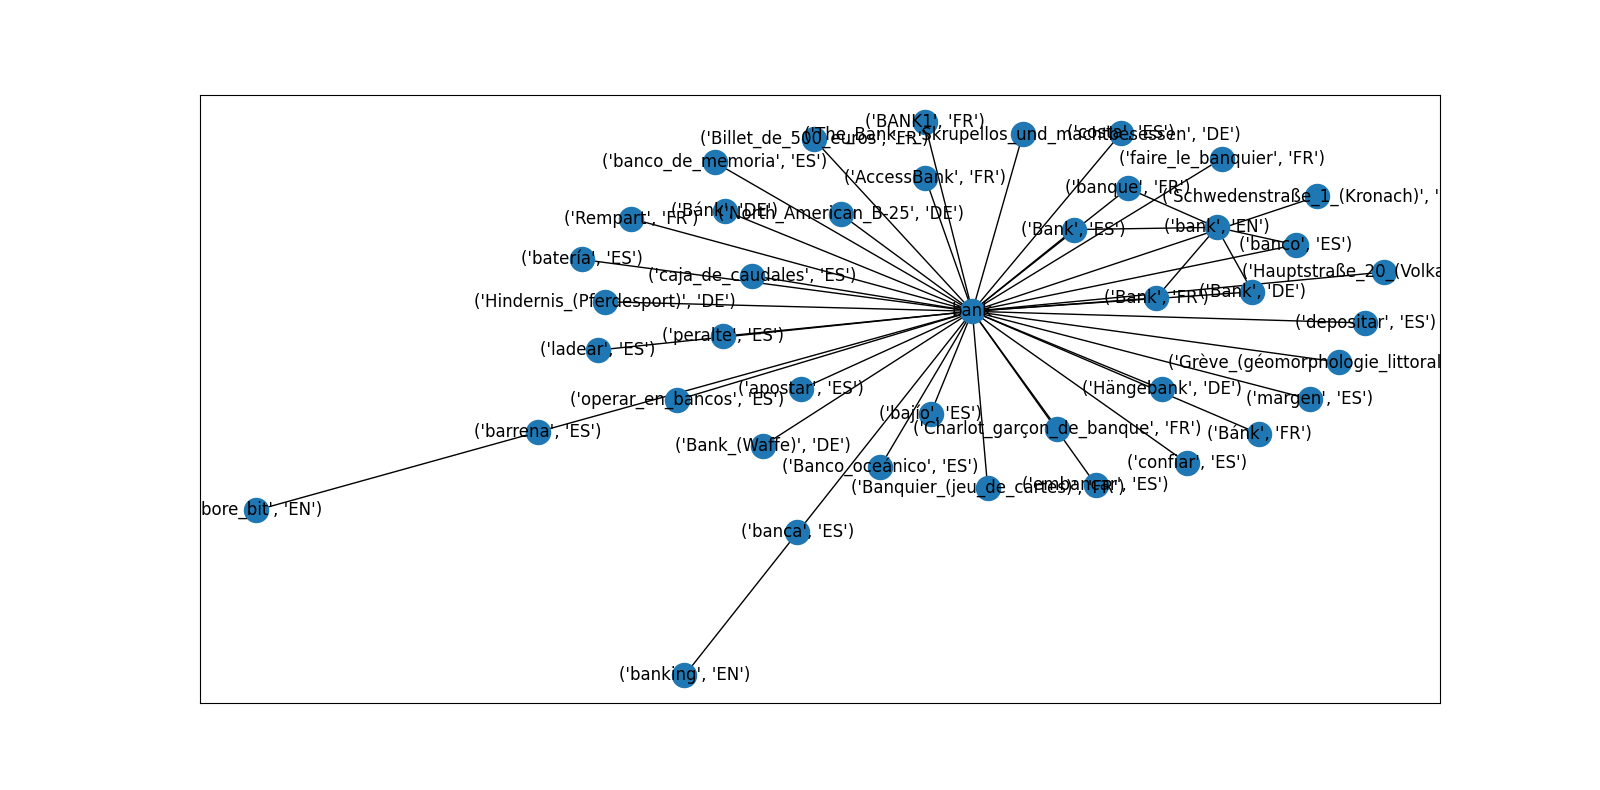 ('BANK1', 'FR')
('Billet_de_500_euros', 'FR')
('The_Bank_-_Skrupellos_und_machtbesessen', 'DE')
('costa', 'ES')
('banco_de_memoria', 'ES')
('faire_le_banquier', 'FR')
('AccessBank', 'FR')
('banque', 'FR')
('Schwedenstraße_1_(Kronach)', '
('Rempart', 'FR')
('Bánk', 'DE')
('North_American_B-25', 'DE')
('Bank', 'ES')
('bank', 'EN')
('banco', 'ES')
('batería', 'ES')
('caja_de_caudales', 'ES')
('Hauptstraße_20_(Volka
('Hindernis_(Pferdesport)', 'DE')
('Bank', 'FR')
('Bank', 'DE')
bank
('depositar', 'ES')
('peralte', 'ES')
('ladear', 'ES')
('Grève_(géomorphologie_littoral
('operar_en_bancos', 'ES')
('apostar', 'ES')
('Hängebank', 'DE')
('margen', 'ES')
('bajío', 'ES')
('barrena', 'ES')
('Charlot_garçon_de_banque', 'FR')
('Bánk', 'FR')
('Bank_(Waffe)', 'DE')
('Banco_oceánico', 'ES')
('confiar', 'ES')
('Banquier_(jeu_de_cartes)', 'FR')
('embancar', 'ES')
bore_bit', 'EN')
('banca', 'ES')
('banking', 'EN')